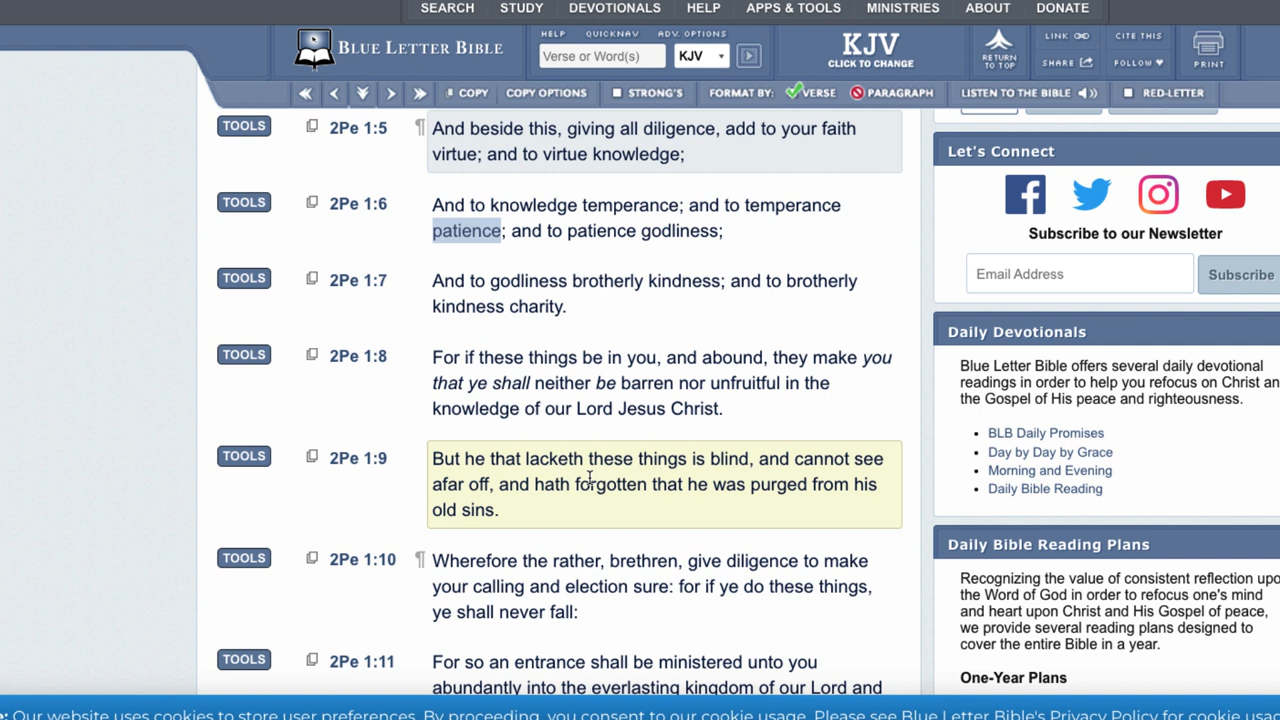 SEARCH STUDY DEVOTIONALS HELP APPS & TOOLS MINISTRIES ABOUT DONATE
BLUE LETTER BIBLE
HELP QUICKNAV ADV. OPTIONS
Verse or Word(s) KJV
KJV
CLICK TO CHANGE
RETURN
TO TOP
LINK
SHARE
CITE THIS
FOLLOW
PRINT
COPY COPY OPTIONS STRONG'S FORMAT BY: VERSE PARAGRAPH LISTEN TO THE BIBLE RED-LETTER
TOOLS 2Pe 1:5 ¶ And beside this, giving all diligence, add to your faith
virtue; and to virtue knowledge;
TOOLS 2Pe 1:6 And to knowledge temperance; and to temperance
patience; and to patience godliness;
TOOLS 2Pe 1:7 And to godliness brotherly kindness; and to brotherly
kindness charity.
TOOLS 2Pe 1:8 For if these things be in you, and abound, they make you
that ye shall neither be barren nor unfruitful in the
knowledge of our Lord Jesus Christ.
TOOLS 2Pe 1:9 But he that lacketh these things is blind, and cannot see
afar off, and hath forgotten that he was purged from his
old sins.
TOOLS 2Pe 1:10 ¶ Wherefore the rather, brethren, give diligence to make
your calling and election sure: for if ye do these things,
ye shall never fall:
TOOLS 2Pe 1:11 For so an entrance shall be ministered unto you
abundantly into the everlasting kingdom of our Lord and
Let's Connect
Subscribe to our Newsletter
Email Address Subscribe
Daily Devotionals
Blue Letter Bible offers several daily devotional
readings in order to help you refocus on Christ an
the Gospel of His peace and righteousness.
• BLB Daily Promises
• Day by Day by Grace
• Morning and Evening
• Daily Bible Reading
Daily Bible Reading Plans
Recognizing the value of consistent reflection upo
the Word of God in order to refocus one's mind
and heart upon Christ and His Gospel of peace,
we provide several reading plans designed to
cover the entire Bible in a year.
One-Year Plans
e: Our website uses cookies to store user preferences. By proceeding, you consent to our cookie usage. Please see Blue Letter Bible's Privacy Policy for cookie usag